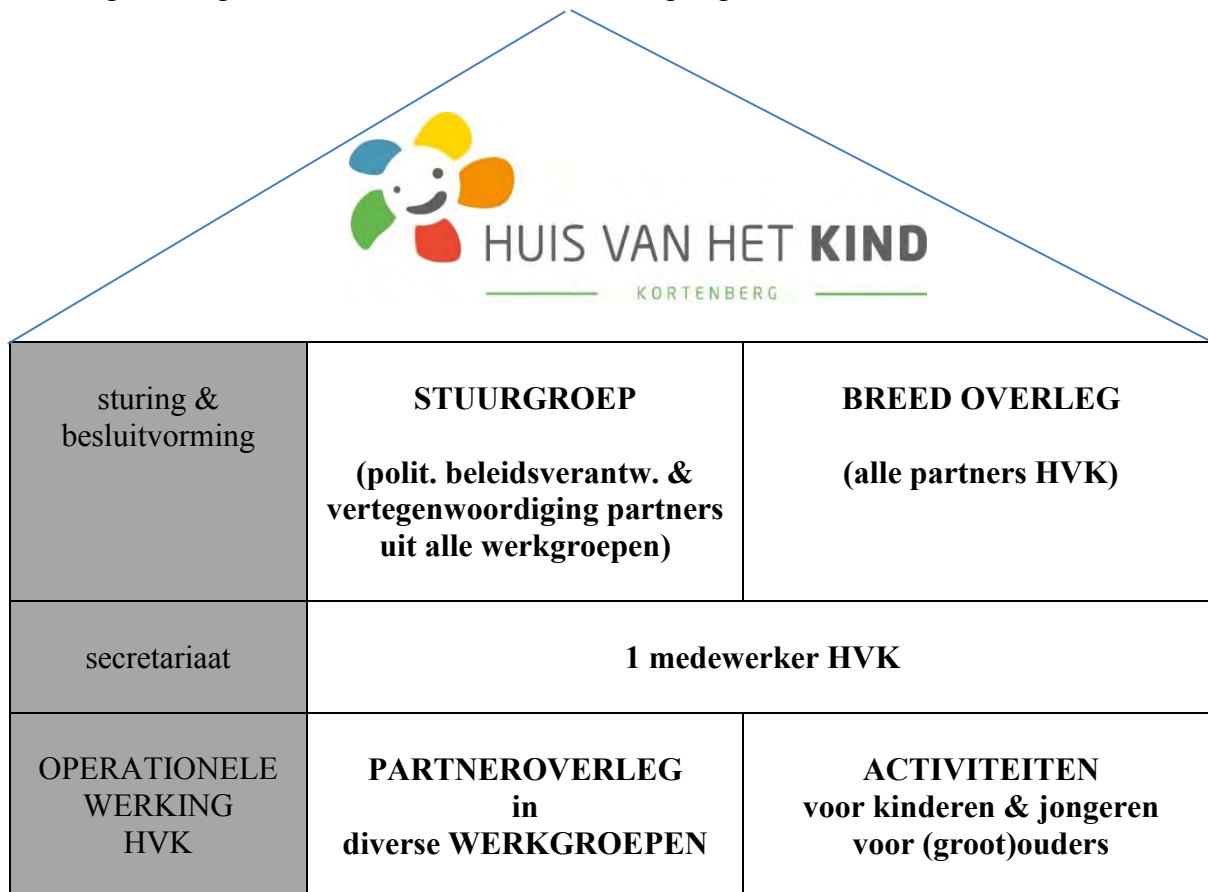 HUIS VAN HET KIND
KORTENBERG
sturing &
besluitvorming
STUURGROEP
(polit. beleidsverantw. &
vertegenwoordiging partners
uit alle werkgroepen)
BREED OVERLEG
(alle partners HVK)
secretariaat
1 medewerker HVK
OPERATIONELE
WERKING
HVK
PARTNEROVERLEG
in
diverse WERKGROEPEN
ACTIVITEITEN
voor kinderen & jongeren
voor (groot)ouders